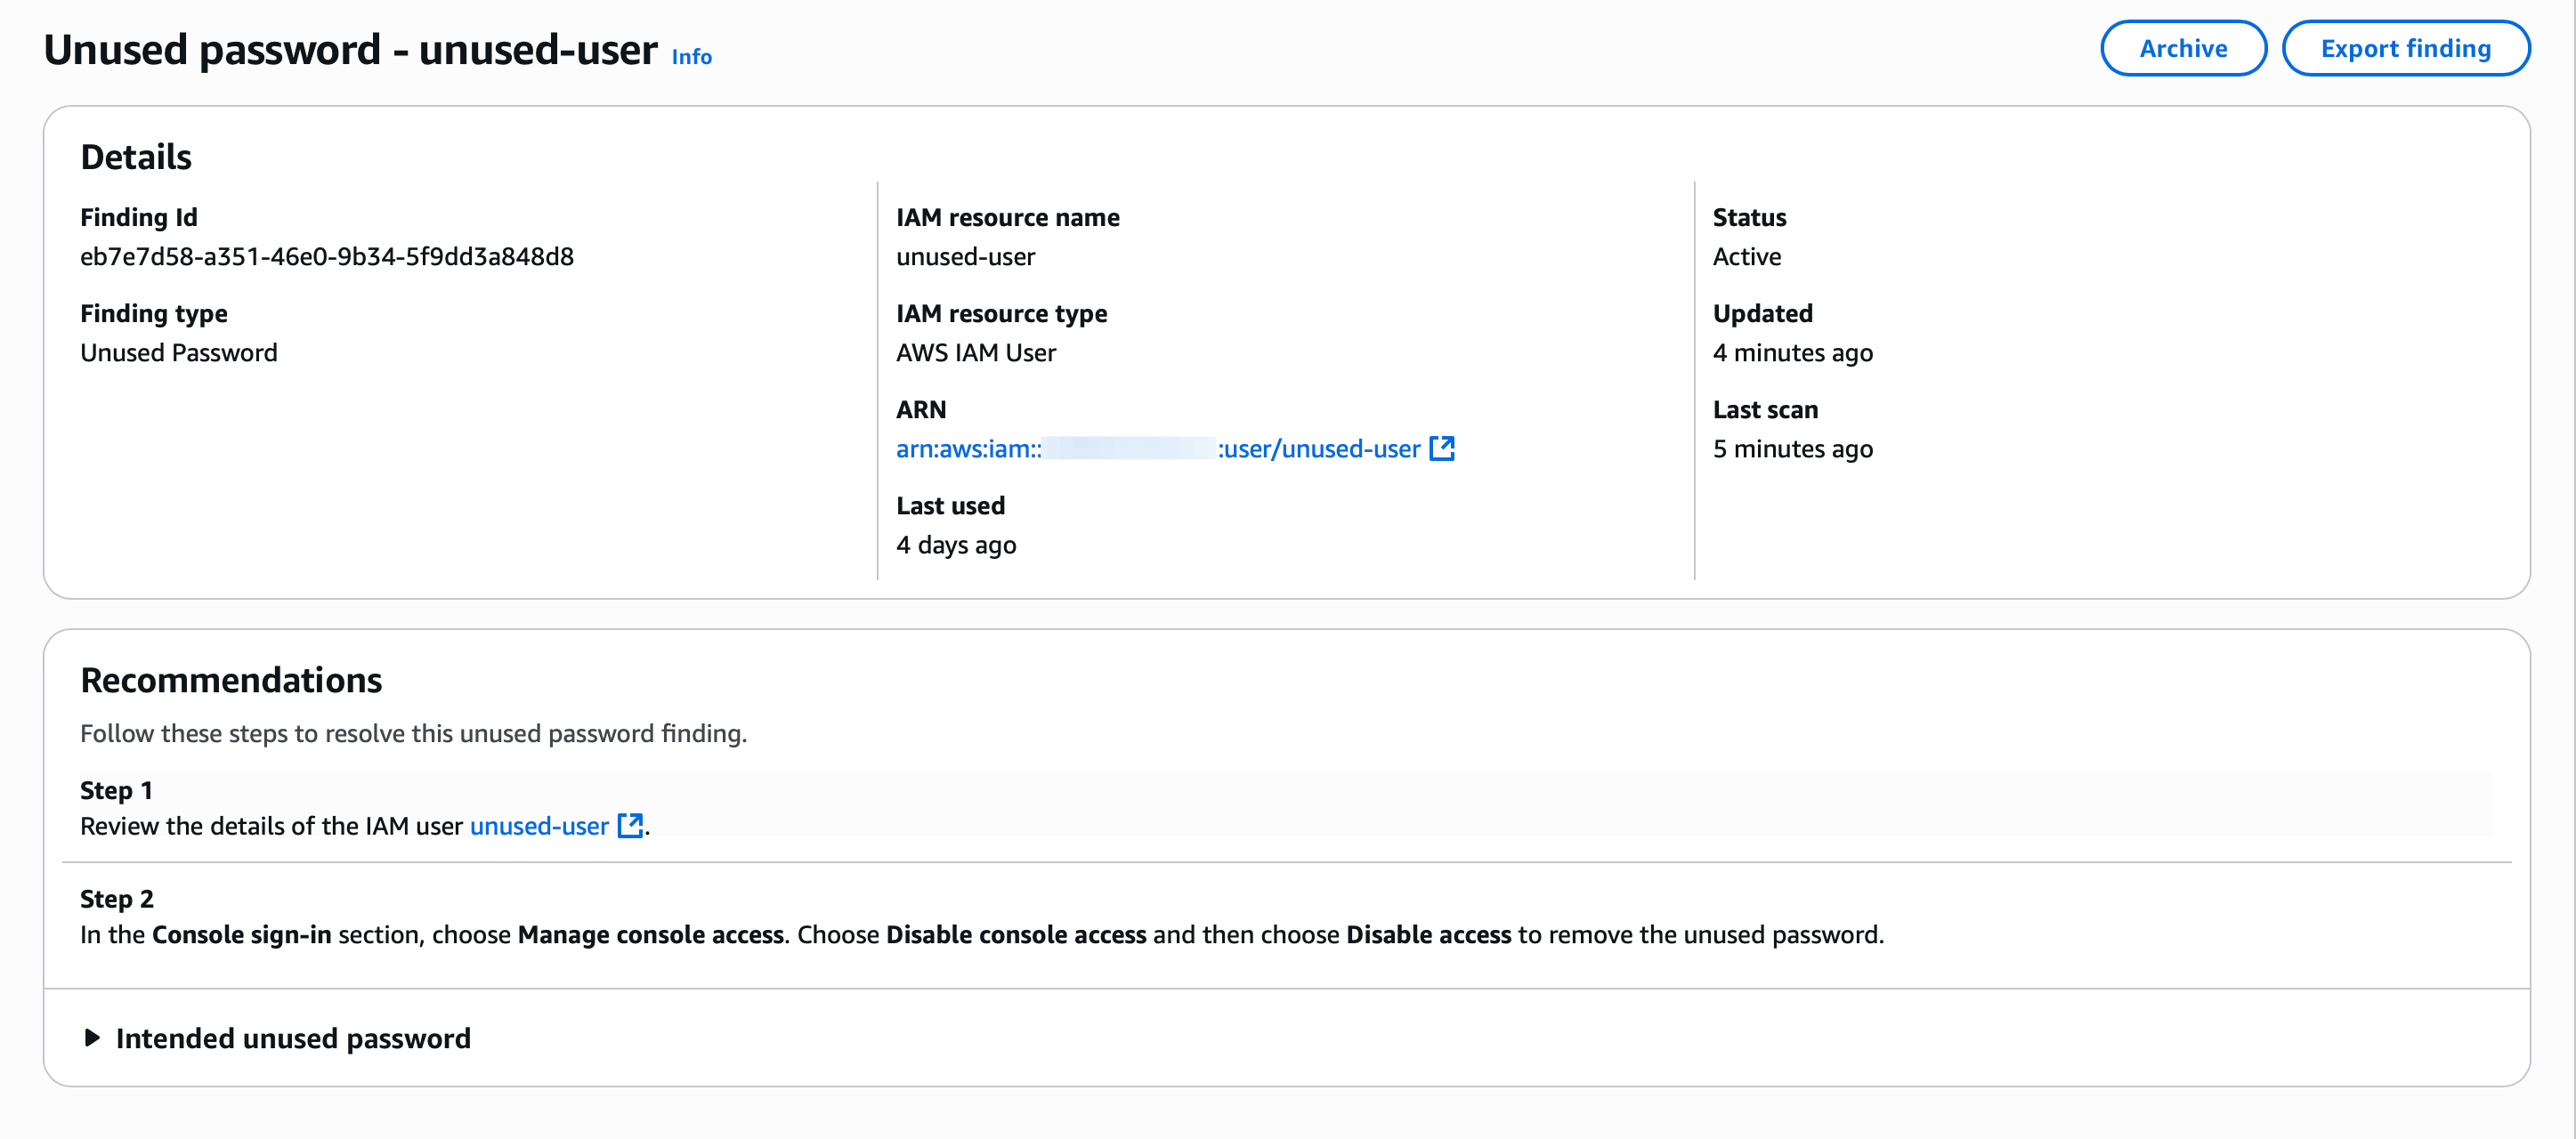 Unused password - unused-user Info
Archive
Export finding
Details
Finding Id
eb7e7d58-a351-46e0-9b34-5f9dd3a848d8
Finding type
Unused Password
IAM resource name
unused-user
IAM resource type
AWS IAM User
ARN
arn:aws:iam:: :user/unused-user
Last used
4 days ago
Status
Active
Updated
4 minutes ago
Last scan
5 minutes ago
Recommendations
Follow these steps to resolve this unused password finding.
Step 1
Review the details of the IAM user unused-user.
Step 2
In the Console sign-in section, choose Manage console access. Choose Disable console access and then choose Disable access to remove the unused password.
Intended unused password